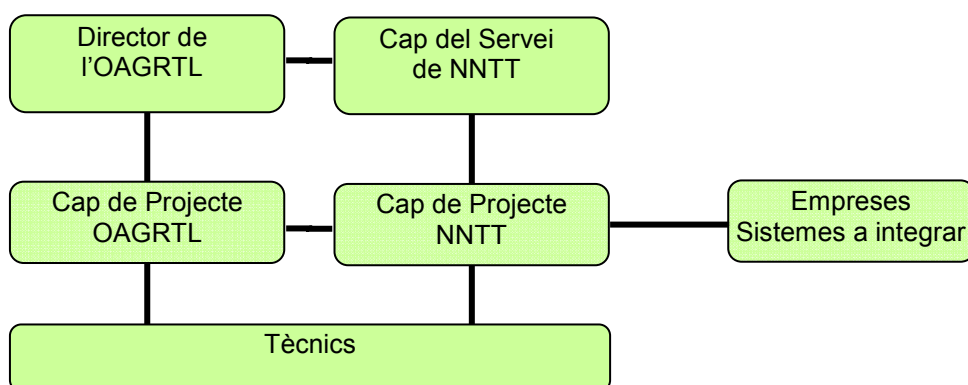 Director de
l'OAGRTL
Cap del Servei
de NNTT
Cap de Projecte
OAGRTL
Cap de Projecte
NNTT
Empreses
Sistemes a integrar
Tècnics